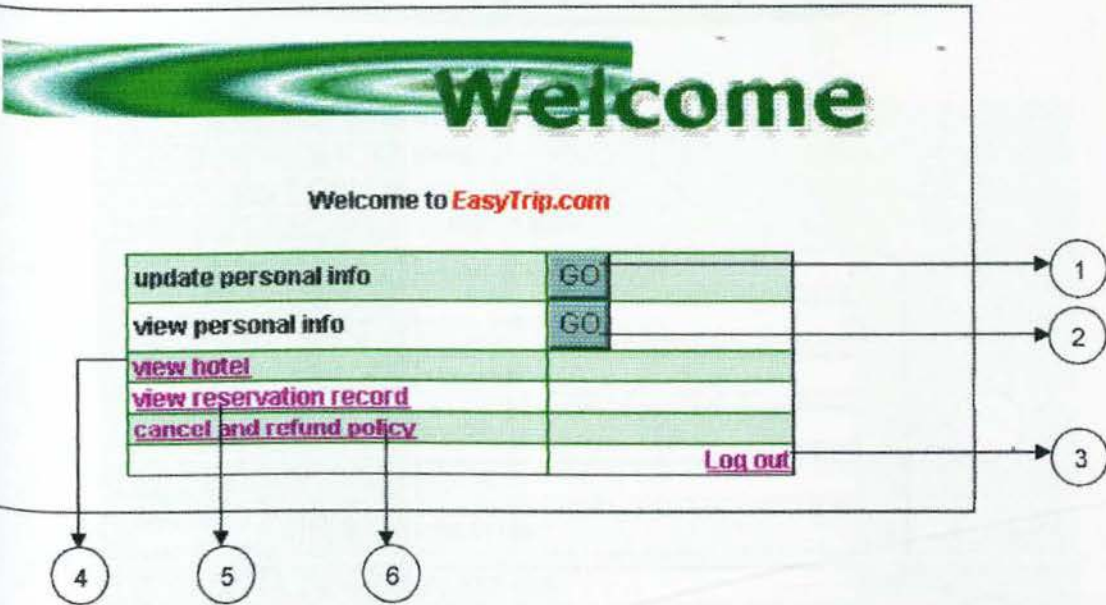 Welcome
Welcome to EasyTrip.com
update personal info GO
view personal info GO
view hotel
view reservation record
cancel and refund policy
Log out
1
2
3
4 5 6